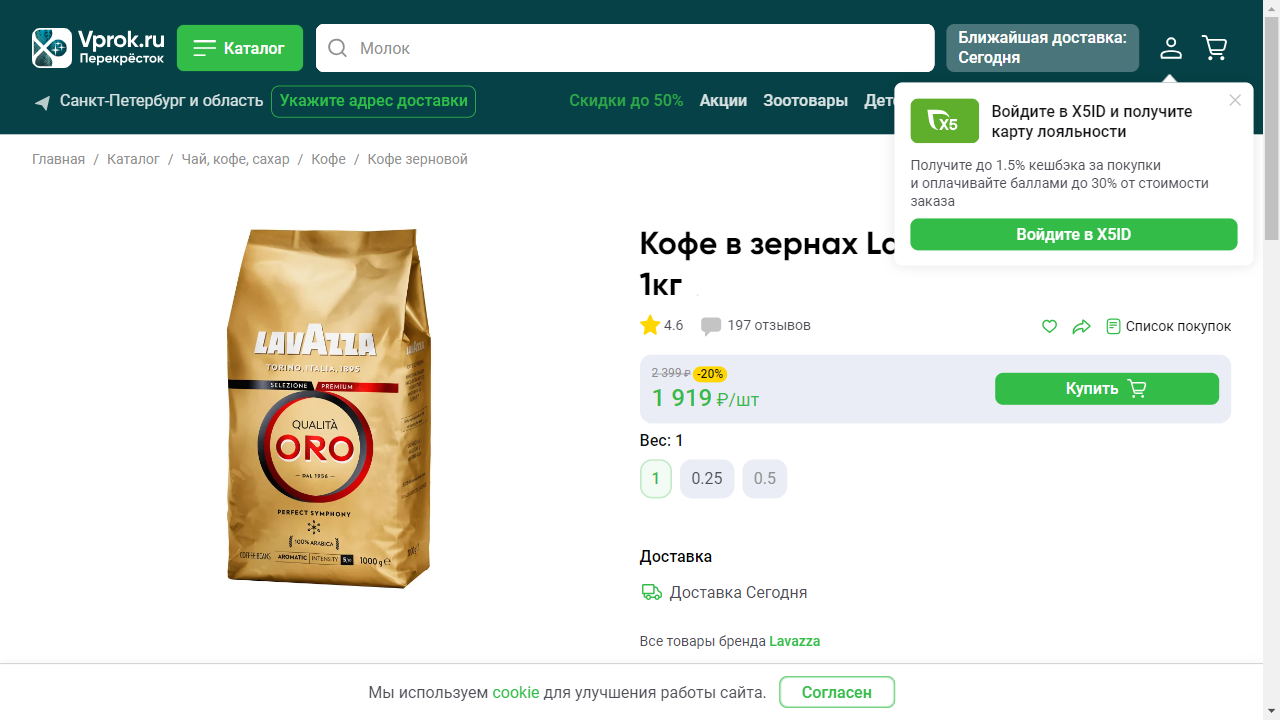 Vprok.ru
Перекрёсток
Каталог
Молок
Ближайшая доставка:
Сегодня
Санкт-Петербург и область
Укажите адрес доставки
Скидки до 50%
Акции
Зоотовары
Дет
X5
Войдите в X5ID и получите
карту лояльности
Получите до 1.5% кешбэка за покупки
и оплачивайте баллами до 30% от стоимости
заказа
Войдите в X5ID
Главная / Каталог / Чай, кофе, сахар / Кофе / Кофе зерновой
LAVAZZA
TORINO, ITALIA, 1895
SELEZIONE PREMIUM
QUALITÀ
ORO
DAL 1956
PERFECT SYMPHONY
100% ARABICA
COFFEE BEANS
AROMATIC INTENSITY
1000 g e
Кофе в зернах La
1кг
4.6
197 отзывов
Список покупок
2 399 ₽
-20%
1 919 ₽/шт
Купить
Вес: 1
1
0.25
0.5
Доставка
Доставка Сегодня
Все товары бренда Lavazza
Мы используем cookie для улучшения работы сайта.
Согласен